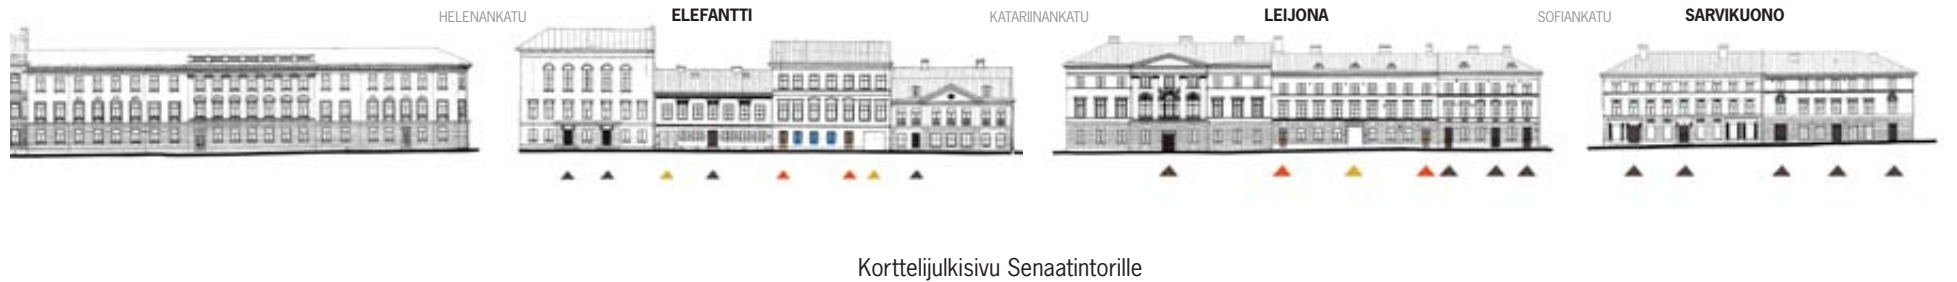 HELENANKATU
ELEFANTTI
KATARIINANKATU
LEIJONA
SOFIANKATU
SARVIKUONO
Korttelijulkisivu Senaatintorille